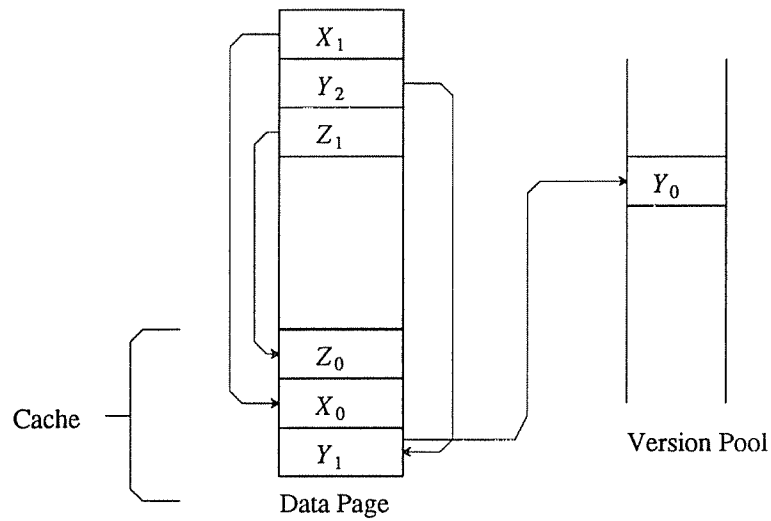 X₁
Y₂
Z₁
Y₀
Z₀
Cache
X₀
Y₁
Version Pool
Data Page